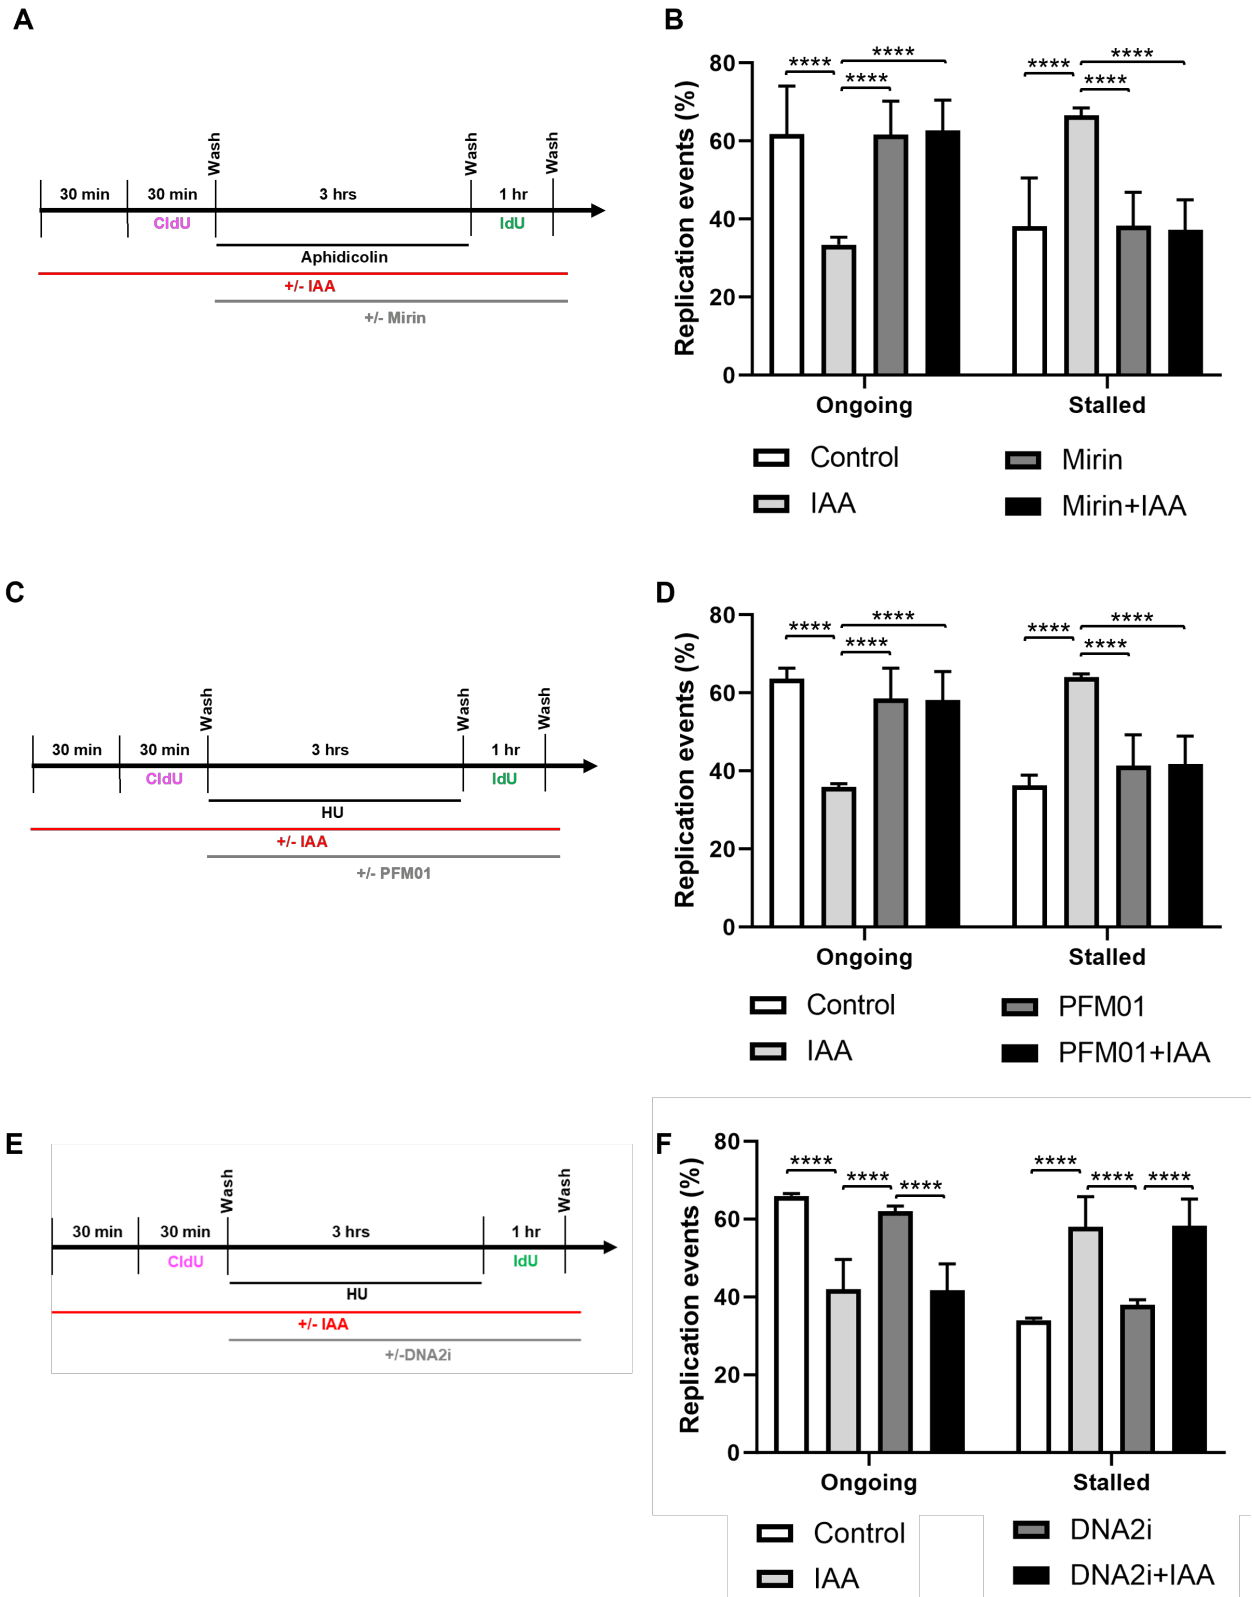 A
Wash
Wash
Wash
30 min
30 min
3 hrs
1 hr
CldU
IdU
Aphidicolin
+/- IAA
+/- Mirin
B
Replication events (%)
80
60
40
20
0
**** **** ****
**** **** ****
Ongoing
Stalled
Control
Mirin
IAA
Mirin+IAA
C
Wash
Wash
Wash
30 min
30 min
3 hrs
1 hr
CldU
IdU
HU
+/- IAA
+/- PFM01
D
Replication events (%)
80
60
40
20
0
**** **** ****
**** **** ****
Ongoing
Stalled
Control
PFM01
IAA
PFM01+IAA
E
Wash
Wash
30 min
30 min
3 hrs
1 hr
CldU
IdU
HU
+/- IAA
+/-DNA2i
F
Replication events (%)
80
60
40
20
0
**** **** ****
**** **** ****
Ongoing
Stalled
Control
DNA2i
IAA
DNA2i+IAA